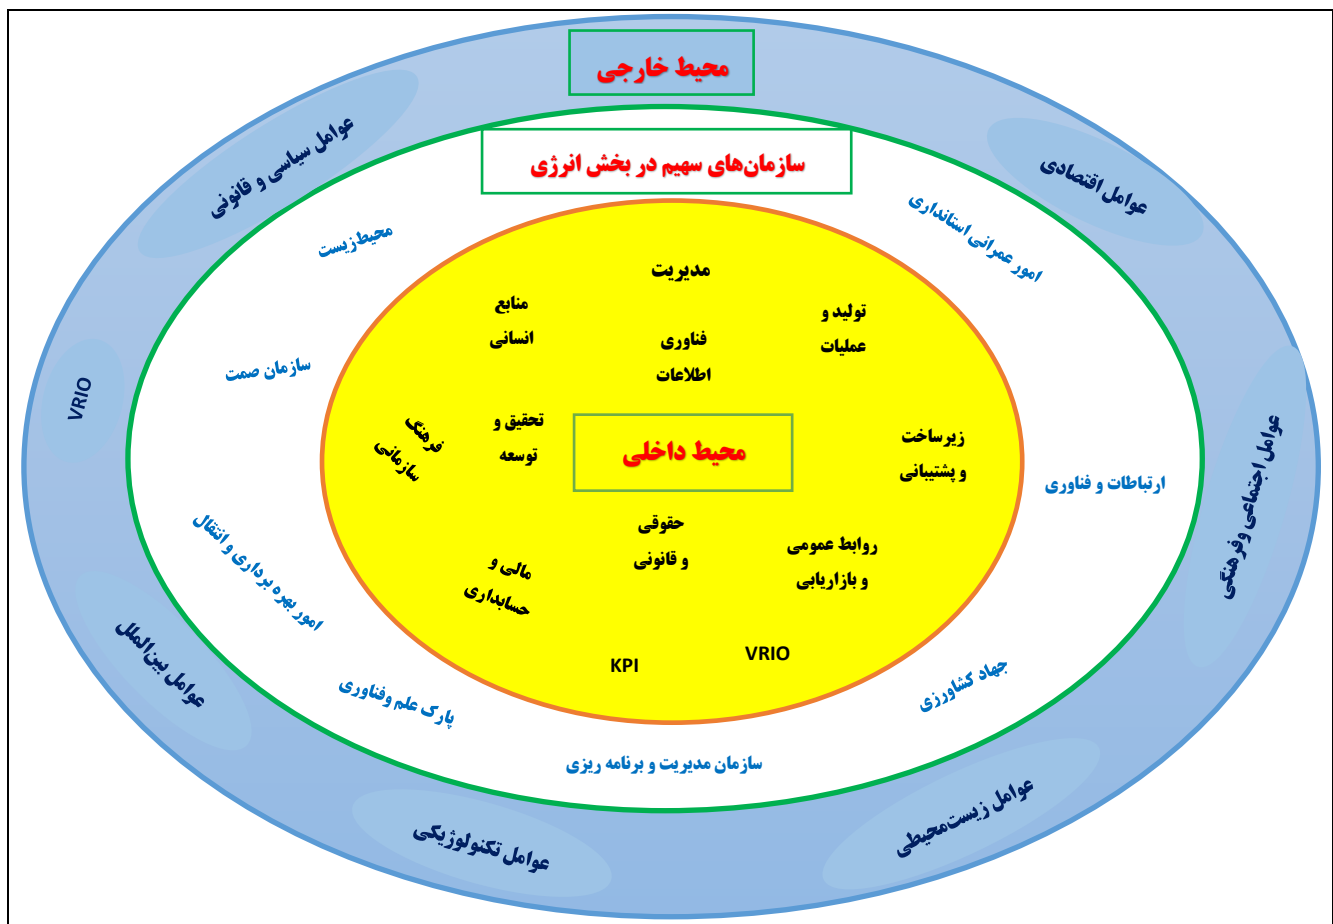 محیط خارجی
عوامل سیاسی و قانونی
عوامل اقتصادی
سازمان‌های سهیم در بخش انرژی
امور عمرانی استانداری
محیط‌زیست
مدیریت
منابع
انسانی
تولید و
عملیات
فناوری
اطلاعات
سازمان صمت
VRIO
فرهنگ
سازمانی
تحقیق و
توسعه
محیط داخلی
زیرساخت
و پشتیبانی
ارتباطات و فناوری
عوامل اجتماعی وفرهنگی
حقوقی
و قانونی
روابط عمومی
و بازاریابی
مالی و
حسابداری
امور بهره برداری و انتقال
KPI
VRIO
عوامل بین‌الملل
پارک علم وفناوری
جهاد کشاورزی
سازمان مدیریت و برنامه ریزی
عوامل زیست‌محیطی
عوامل تکنولوژیکی